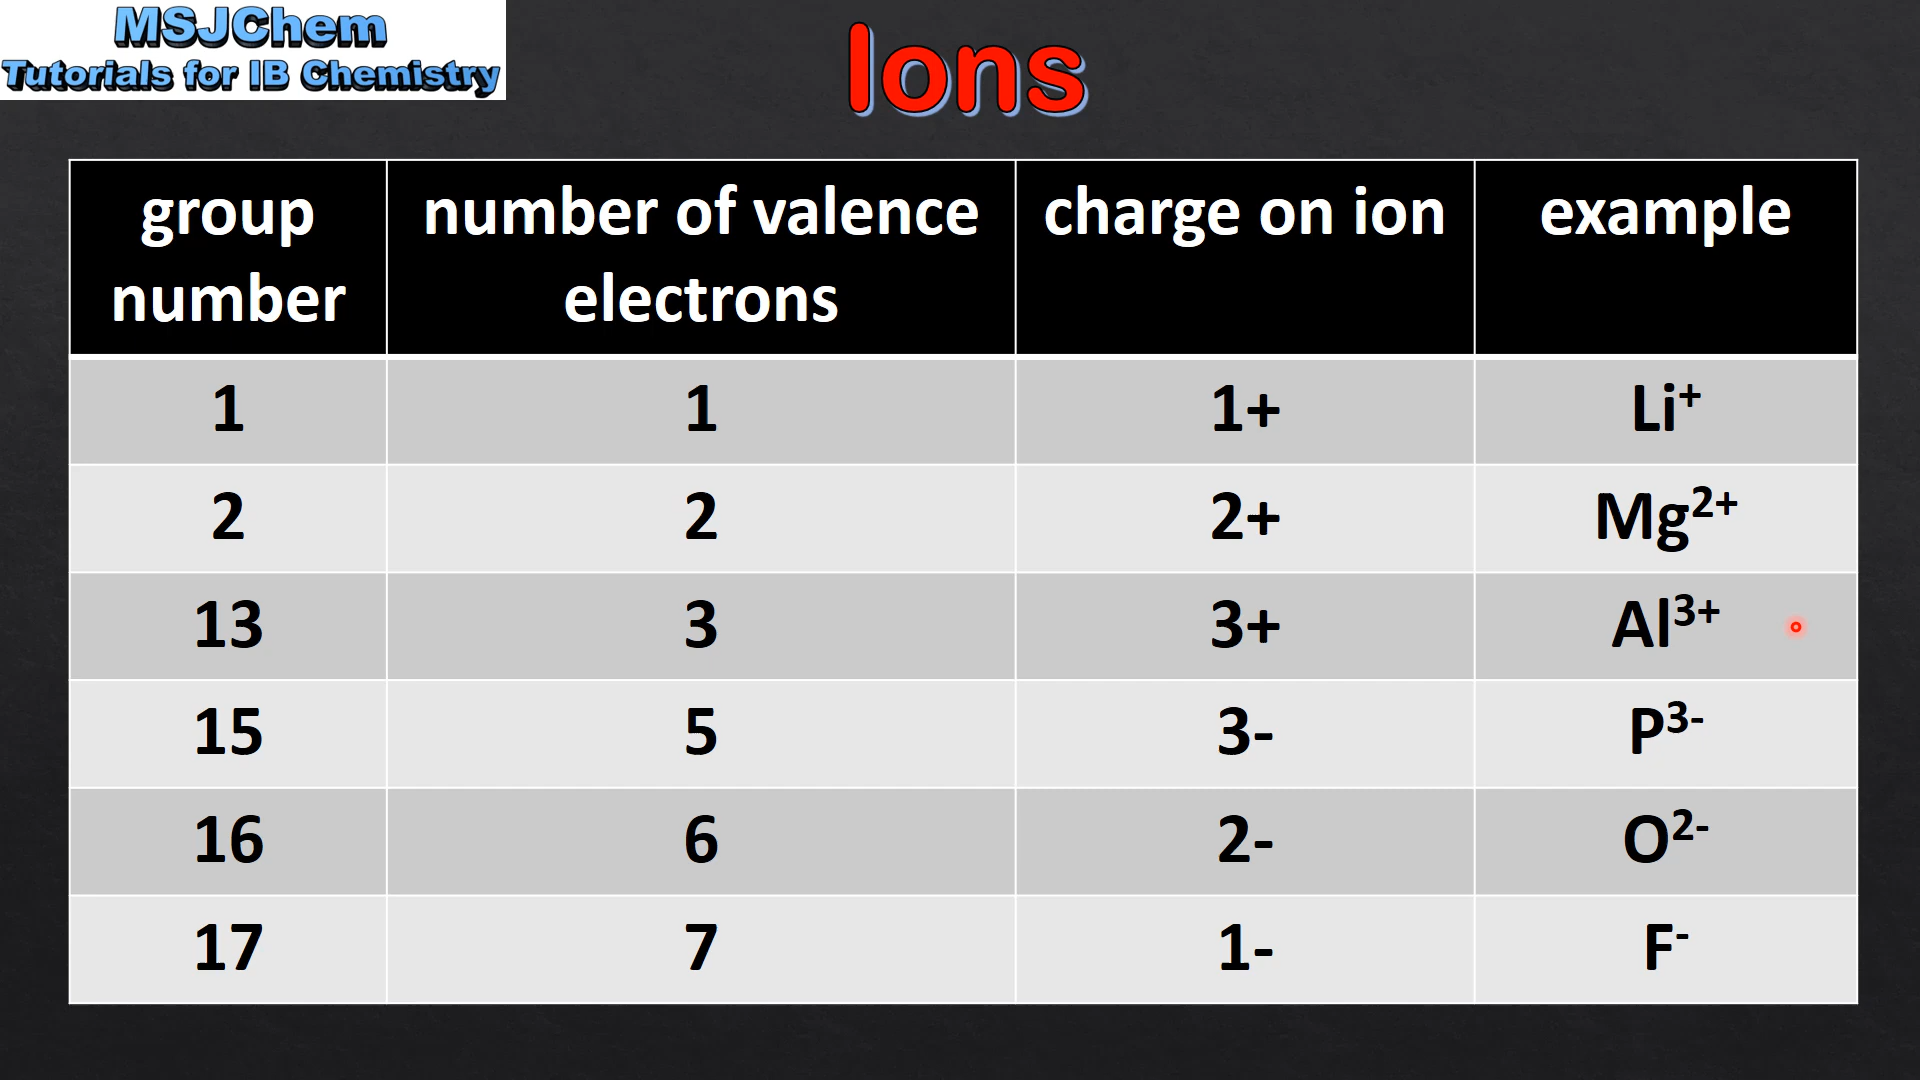 MSJChem
Tutorials for IB Chemistry
Ions
group number | number of valence electrons | charge on ion | example
1 | 1 | 1+ | Li⁺
2 | 2 | 2+ | Mg²⁺
13 | 3 | 3+ | Al³⁺
15 | 5 | 3- | P³⁻
16 | 6 | 2- | O²⁻
17 | 7 | 1- | F⁻